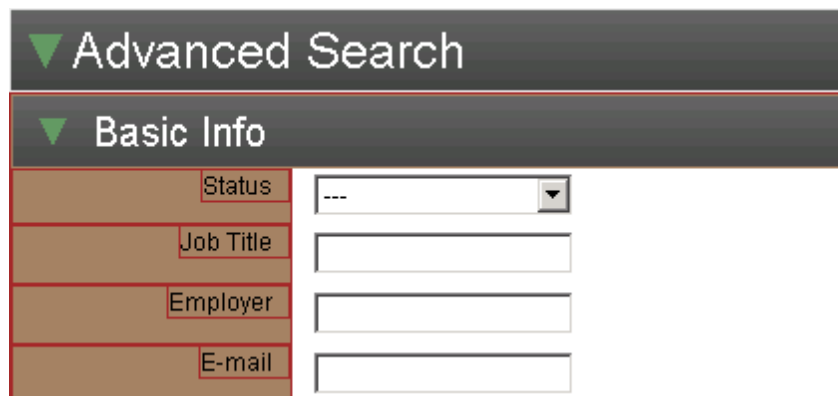 Advanced Search
Basic Info
Status
---
Job Title
Employer
E-mail